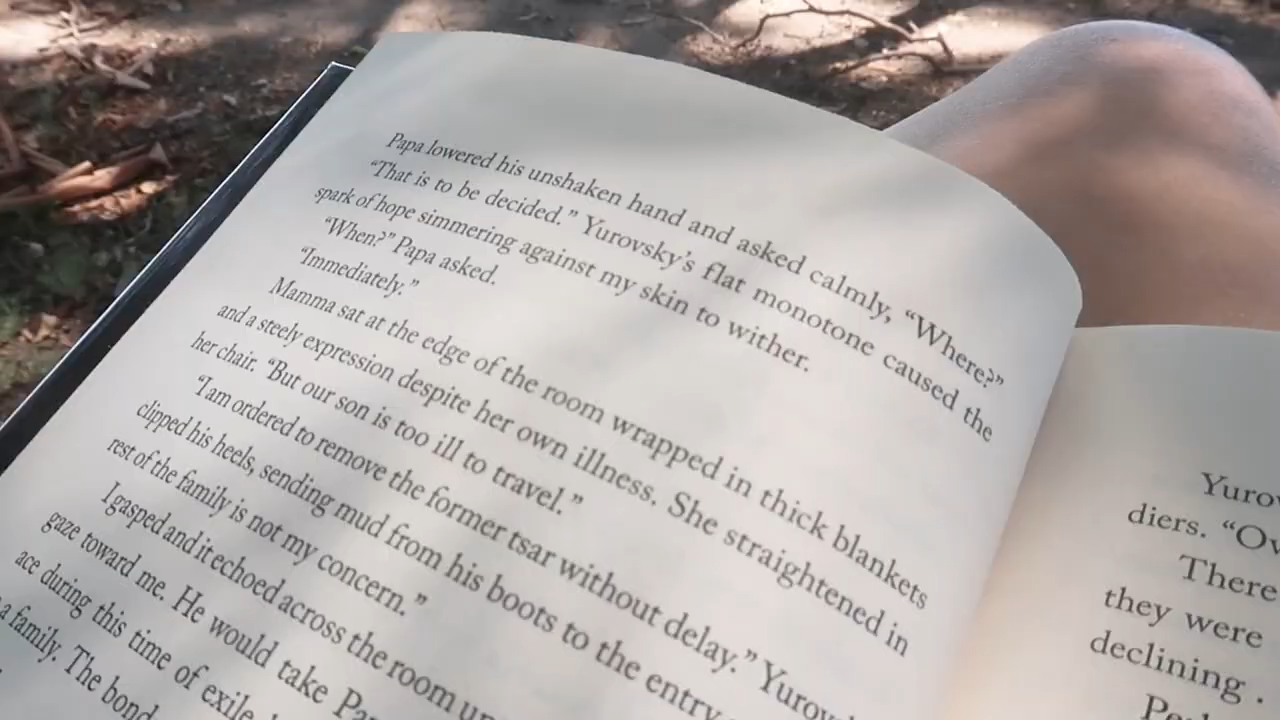 Papa lowered his unshaken hand and asked calmly, “Where?”
“That is to be decided.” Yurovsky’s flat monotone caused the
spark of hope simmering against my skin to wither.
“When?” Papa asked.
“Immediately.”
Mamma sat at the edge of the room wrapped in thick blankets
and a steely expression despite her own illness. She straightened in
her chair. “But our son is too ill to travel.”
“I am ordered to remove the former tsar without delay.” Yurov
clipped his heels, sending mud from his boots to the entry
rest of the family is not my concern.”
I gasped and it echoed across the room
gaze toward me. He would take
ace during this time of exile
a family. The bond
Yurov
diers. “Ov
There
they were
declining .